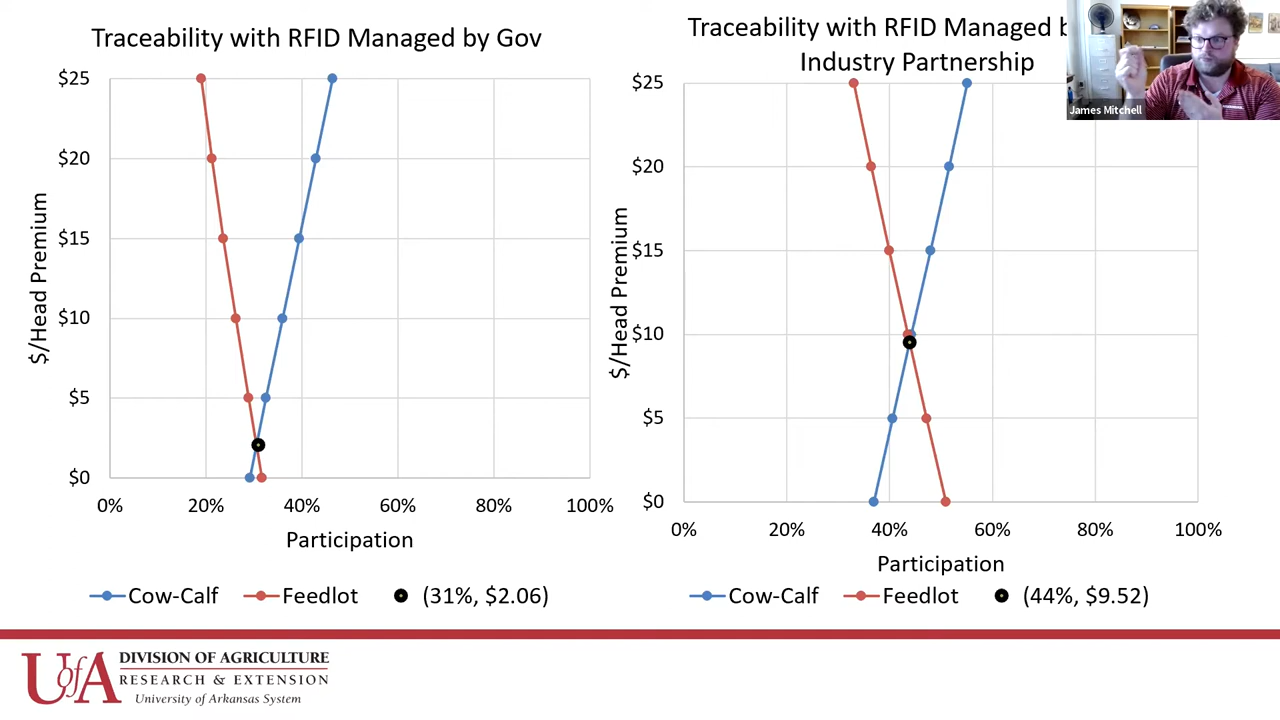 Traceability with RFID Managed by Gov
$25
$20
$15
$10
$5
$0
$/Head Premium
0%
20%
40%
60%
80%
100%
Participation
Cow-Calf
Feedlot
(31%, $2.06)
Traceability with RFID Managed
Industry Partnership
$25
$20
$15
$10
$5
$0
$/Head Premium
0%
20%
40%
60%
80%
100%
Participation
Cow-Calf
Feedlot
(44%, $9.52)
James Mitchell
UofA
DIVISION OF AGRICULTURE
RESEARCH & EXTENSION
University of Arkansas System